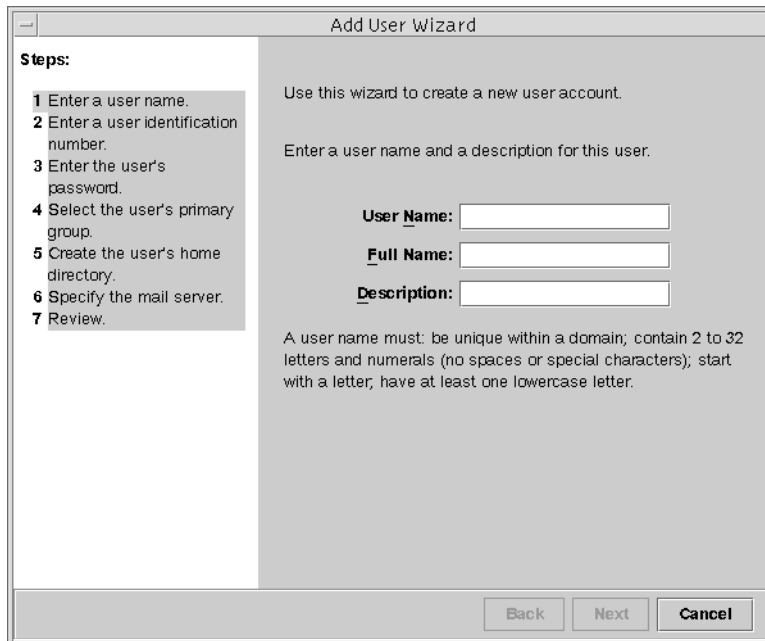 Add User Wizard
Steps:
1 Enter a user name.
2 Enter a user identification
number.
3 Enter the user's
password.
4 Select the user's primary
group.
5 Create the user's home
directory.
6 Specify the mail server.
7 Review.
Use this wizard to create a new user account.
Enter a user name and a description for this user.
User Name:
Full Name:
Description:
A user name must: be unique within a domain; contain 2 to 32
letters and numerals (no spaces or special characters); start
with a letter; have at least one lowercase letter.
Back Next Cancel